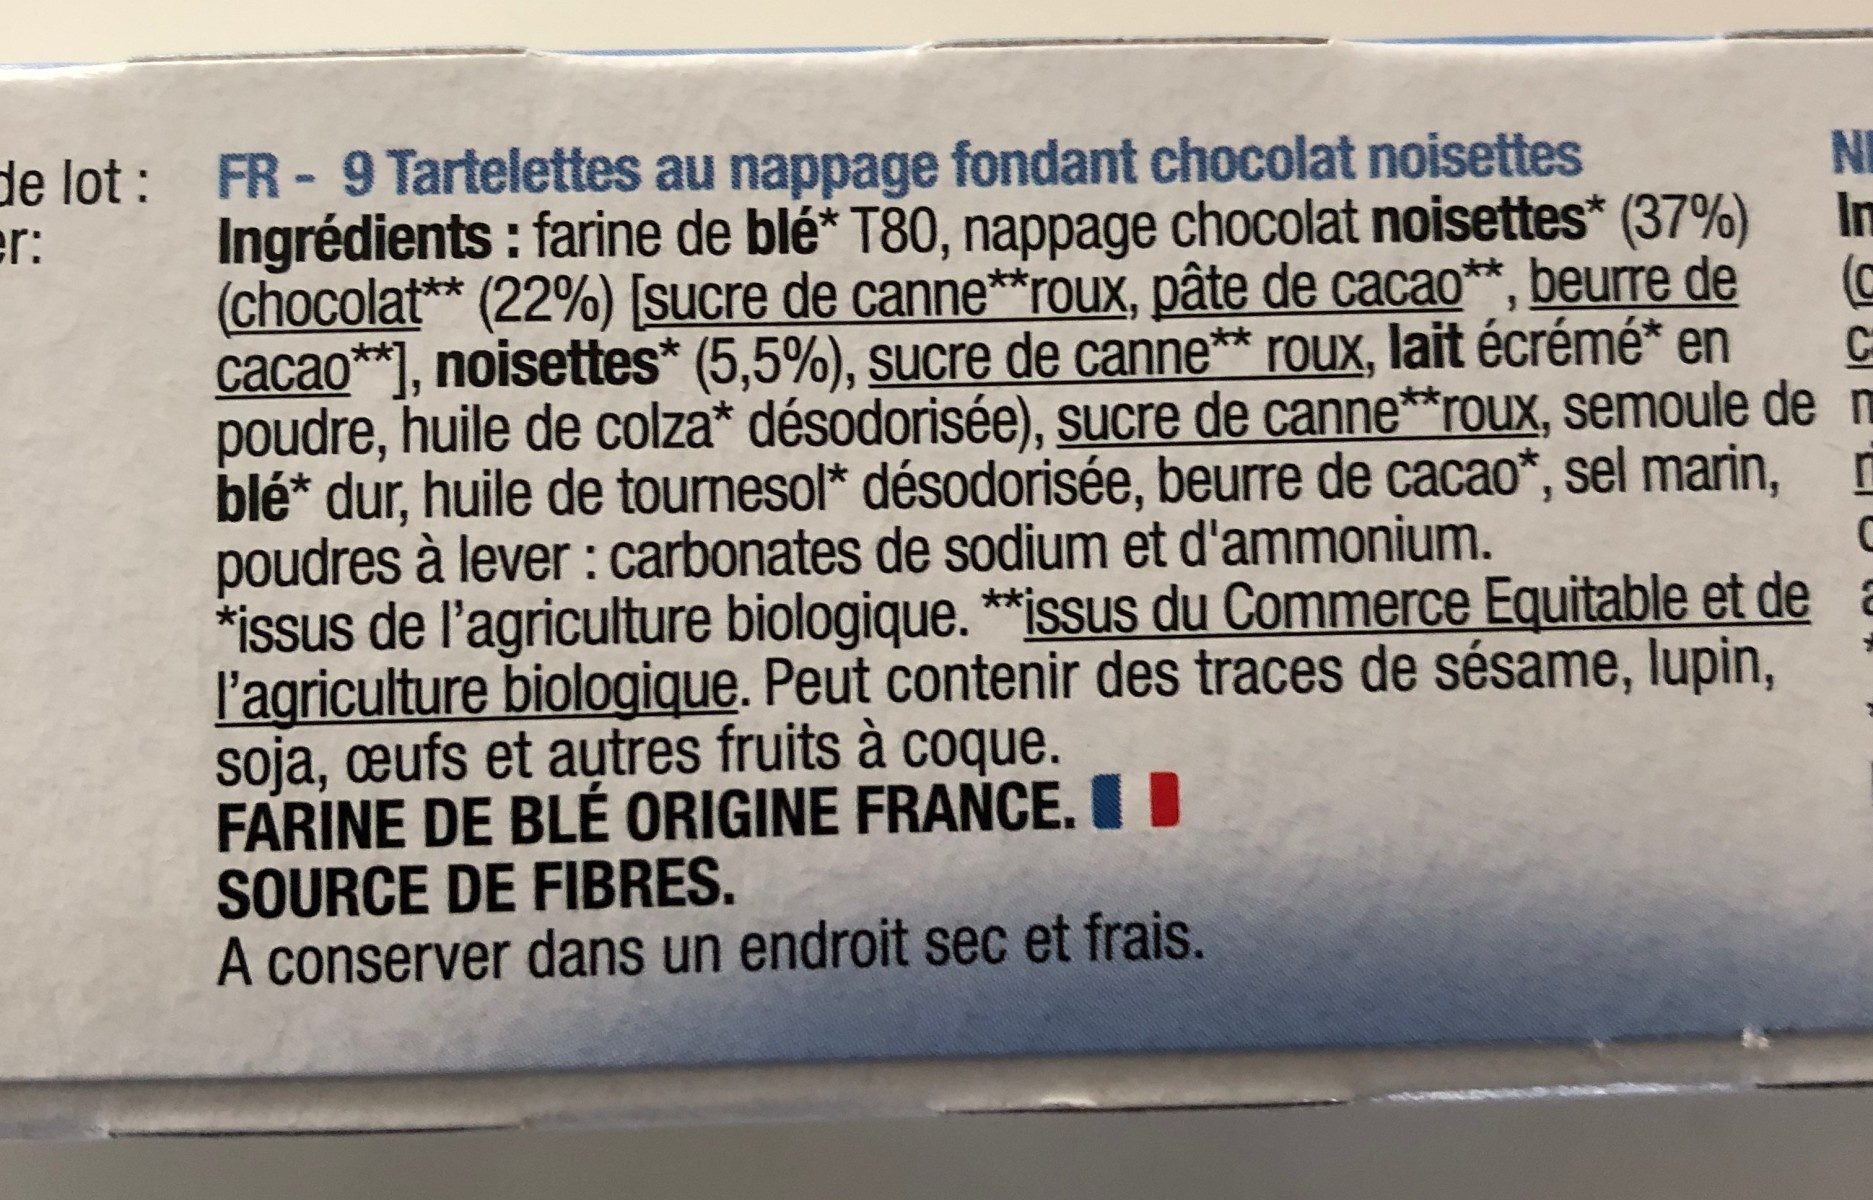 de lot :
er:
FR - 9 Tartelettes au nappage fondant chocolat noisettes
Ingrédients : farine de blé* T80, nappage chocolat noisettes* (37%)
(chocolat** (22%) [sucre de canne**roux, pâte de cacao**, beurre de
cacao**], noisettes* (5,5%), sucre de canne** roux, lait écrémé* en
poudre, huile de colza* désodorisée), sucre de canne**roux, semoule de
blé* dur, huile de tournesol* désodorisée, beurre de cacao*, sel marin,
poudres à lever : carbonates de sodium et d'ammonium.
*issus de l'agriculture biologique. **issus du Commerce Equitable et de
l'agriculture biologique. Peut contenir des traces de sésame, lupin,
soja, œufs et autres fruits à coque.
FARINE DE BLÉ ORIGINE FRANCE.
SOURCE DE FIBRES.
A conserver dans un endroit sec et frais.